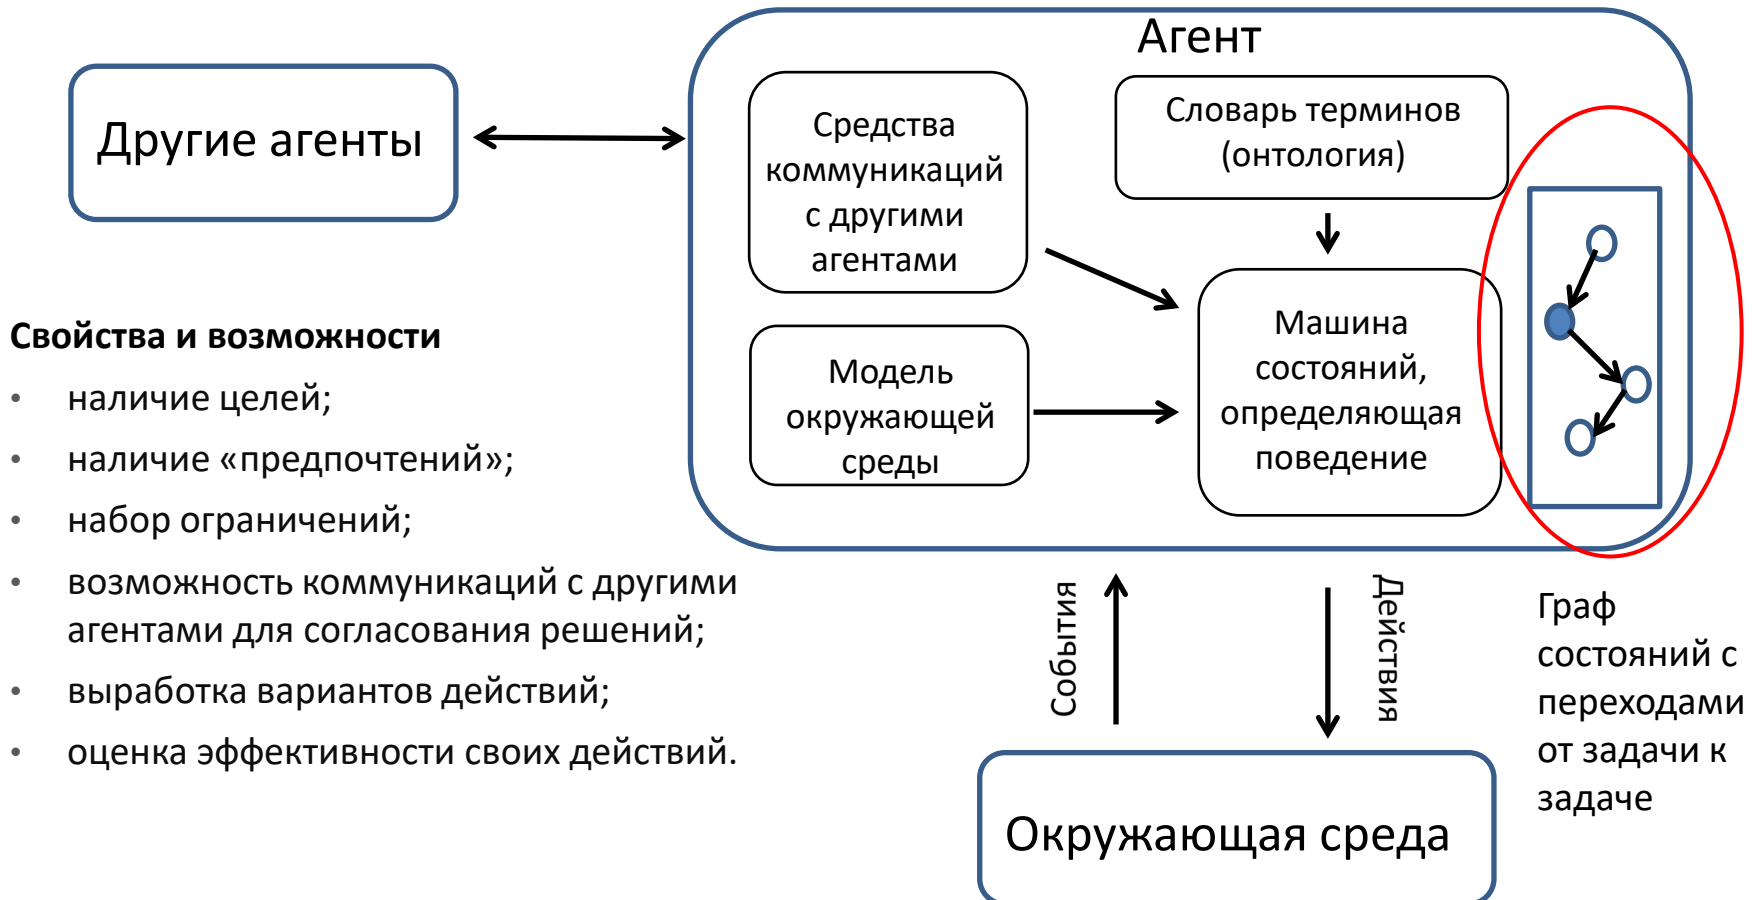 Агент
Другие агенты
Средства
коммуникаций
с другими
агентами
Словарь терминов
(онтология)
Модель
окружающей
среды
Машина
состояний,
определяющая
поведение
Свойства и возможности
• наличие целей;
• наличие «предпочтений»;
• набор ограничений;
• возможность коммуникаций с другими
агентами для согласования решений;
• выработка вариантов действий;
• оценка эффективности своих действий.
События
Действия
Граф
состояний с
переходами
от задачи к
задаче
Окружающая среда